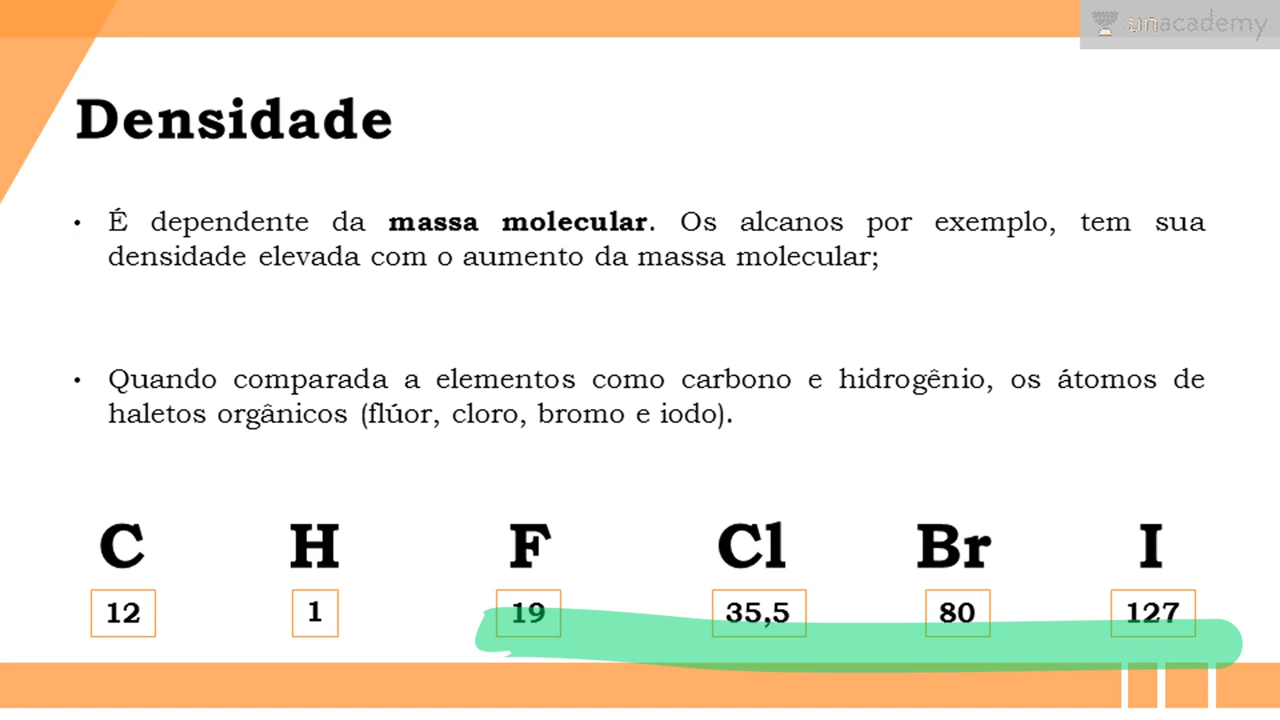 unacademy
Densidade
• É dependente da massa molecular. Os alcanos por exemplo, tem sua
densidade elevada com o aumento da massa molecular;
• Quando comparada a elementos como carbono e hidrogênio, os átomos de
haletos orgânicos (flúor, cloro, bromo e iodo).
C H F Cl Br I
12 1 19 35,5 80 127